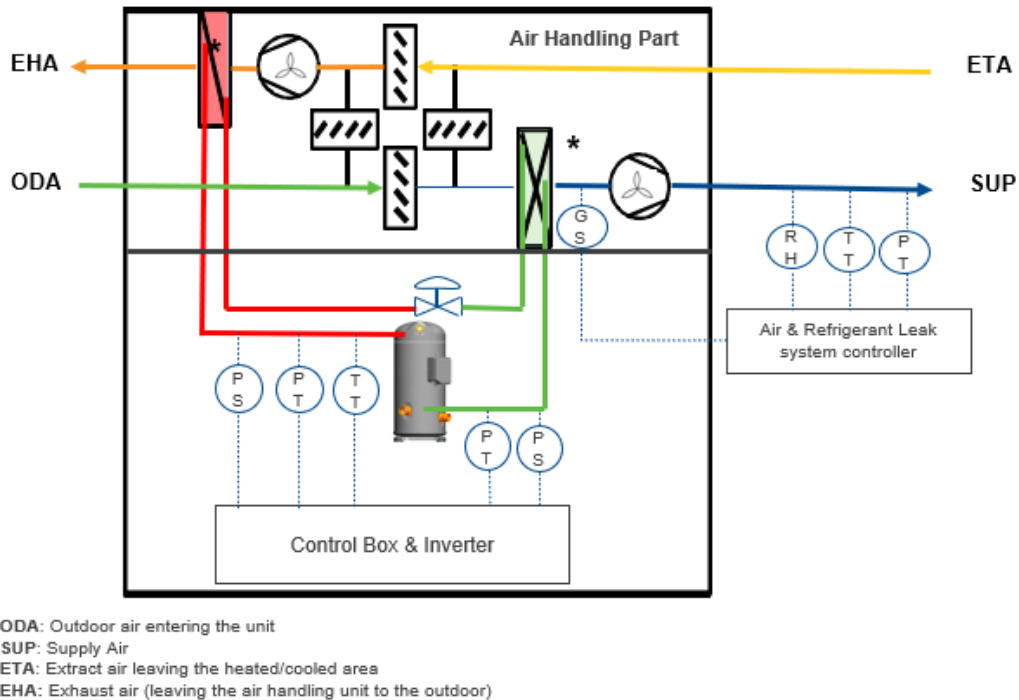 Air Handling Part
*
EHA
ETA
ODA
*
SUP
G
S
R
H
T
T
P
T
Air & Refrigerant Leak
system controller
P
S
P
T
T
T
P
T
P
S
Control Box & Inverter
ODA: Outdoor air entering the unit
SUP: Supply Air
ETA: Extract air leaving the heated/cooled area
EHA: Exhaust air (leaving the air handling unit to the outdoor)